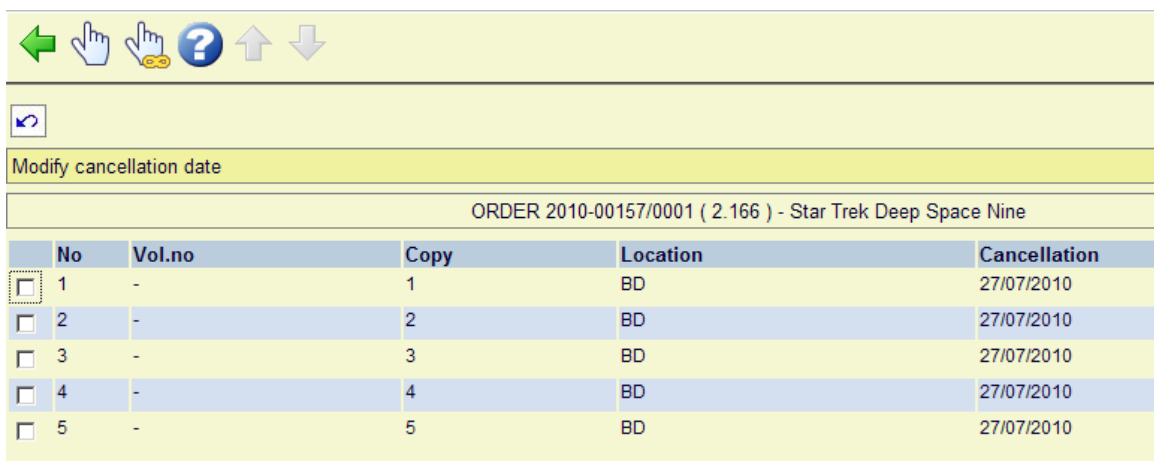 Modify cancellation date
ORDER 2010-00157/0001 ( 2.166 ) - Star Trek Deep Space Nine
No Vol.no Copy Location Cancellation
1 - 1 BD 27/07/2010
2 - 2 BD 27/07/2010
3 - 3 BD 27/07/2010
4 - 4 BD 27/07/2010
5 - 5 BD 27/07/2010